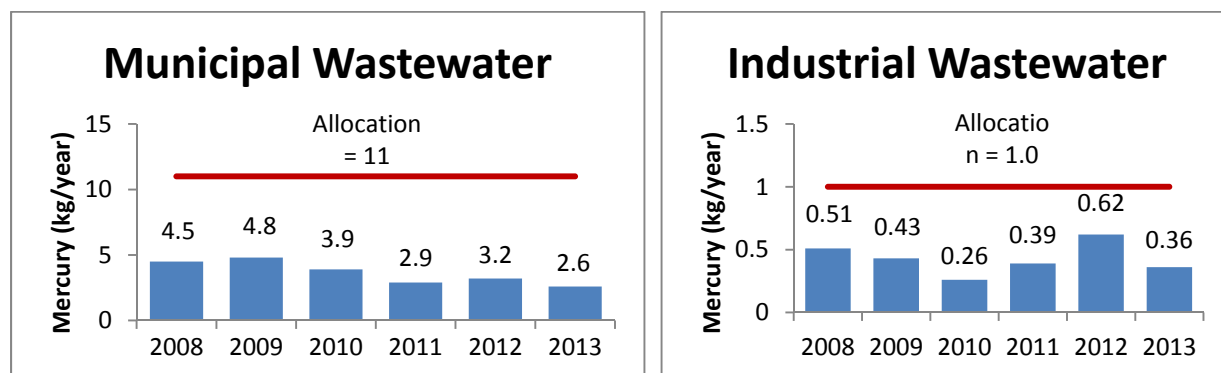 Municipal Wastewater
Mercury (kg/year)
15
10
5
0
Allocation
= 11
4.5
4.8
3.9
2.9
3.2
2.6
2008 2009 2010 2011 2012 2013
Industrial Wastewater
Mercury (kg/year)
1.5
1
0.5
0
Allocatio
n = 1.0
0.51
0.43
0.26
0.39
0.62
0.36
2008 2009 2010 2011 2012 2013